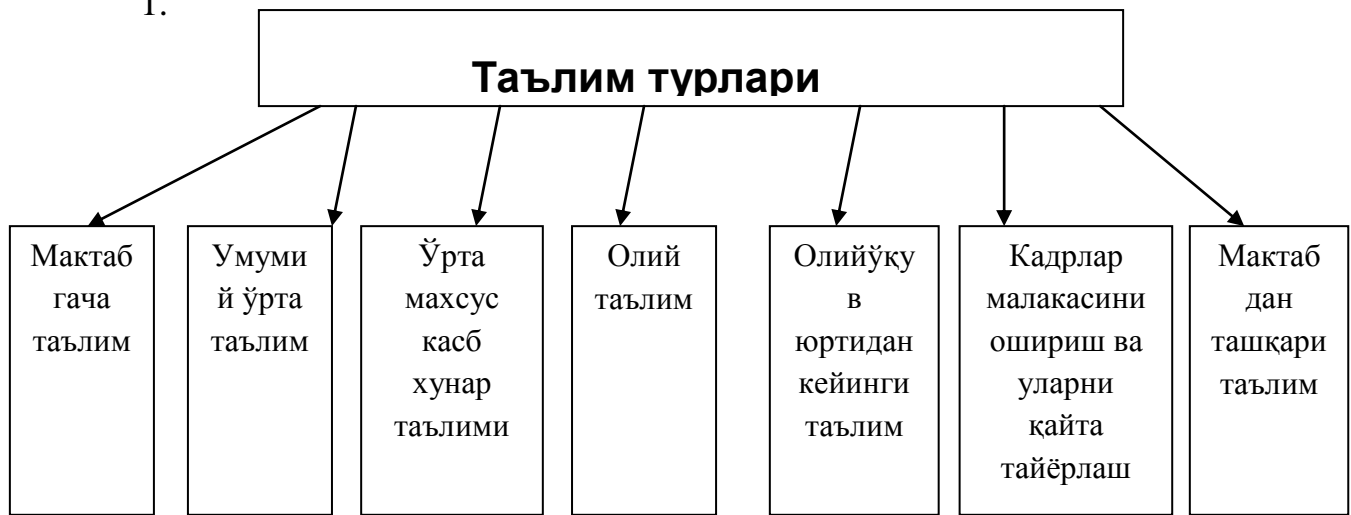 1.
Таълим турлари
Мактаб
гача
таълим
Умуми
й ўрта
таълим
Ўрта
махсус
касб
хунар
таълими
Олий
таълим
Олийўқу
в
юртидан
кейинги
таълим
Кадрлар
малакасини
ошириш ва
уларни
қайта
тайёрлаш
Мактаб
дан
ташқари
таълим